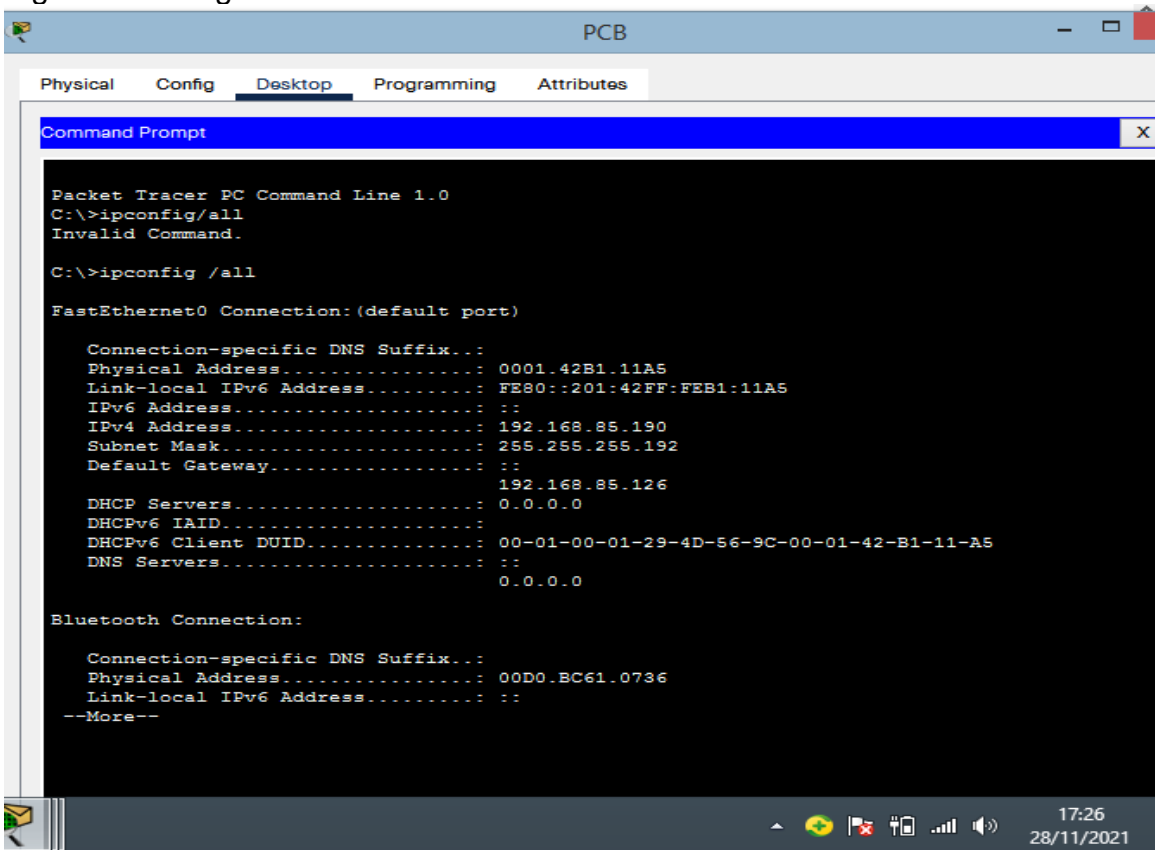 PCB
Physical Config Desktop Programming Attributes
Command Prompt
X
Packet Tracer PC Command Line 1.0
C:\>ipconfig/all
Invalid Command.
C:\>ipconfig /all
FastEthernet0 Connection:(default port)
Connection-specific DNS Suffix..:
Physical Address................: 0001.42B1.11A5
Link-local IPv6 Address.........: FE80::201:42FF:FEB1:11A5
IPv6 Address....................: ::
IPv4 Address....................: 192.168.85.190
Subnet Mask.....................: 255.255.255.192
Default Gateway.................: ::
192.168.85.126
DHCP Servers....................: 0.0.0.0
DHCPv6 IAID.....................:
DHCPv6 Client DUID..............: 00-01-00-01-29-4D-56-9C-00-01-42-B1-11-A5
DNS Servers.....................: ::
0.0.0.0
Bluetooth Connection:
Connection-specific DNS Suffix..:
Physical Address................: 00D0.BC61.0736
Link-local IPv6 Address.........: ::
--More--
17:26
28/11/2021